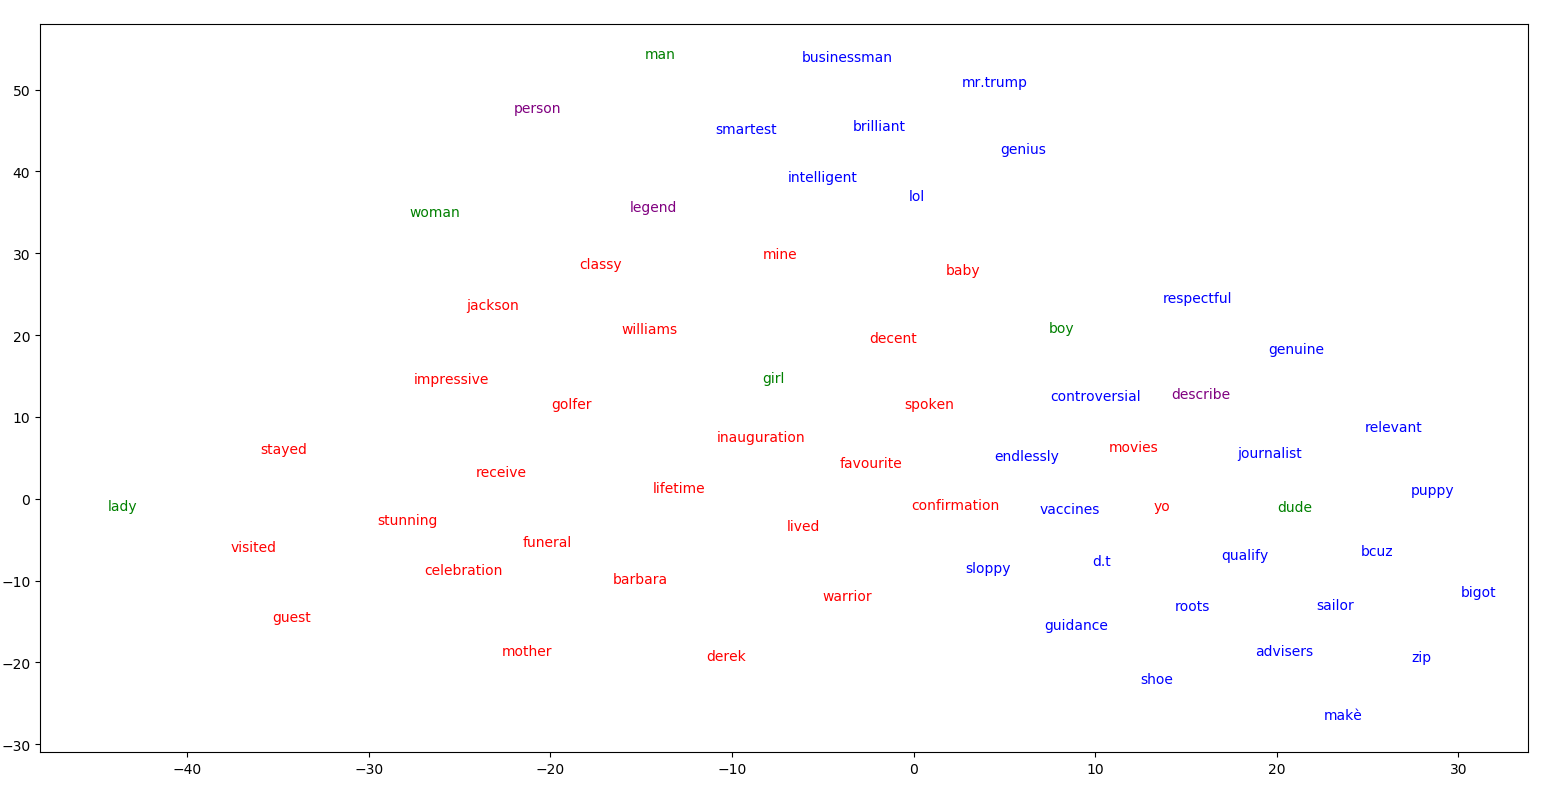 man
businessman
mr.trump
50
person
smartest
brilliant
genius
40
intelligent
lol
woman
legend
30
mine
classy
baby
respectful
jackson
williams
boy
20
decent
genuine
girl
impressive
describe
controversial
10
golfer
spoken
relevant
inauguration
movies
stayed
journalist
endlessly
favourite
receive
lifetime
puppy
0
lady
confirmation
yo
dude
vaccines
stunning
lived
funeral
visited
bcuz
qualify
d.t
sloppy
celebration
barbara
−10
bigot
warrior
sailor
roots
guest
guidance
mother
advisers
derek
zip
−20
shoe
makè
−30
−40 −30 −20 −10 0 10 20 30